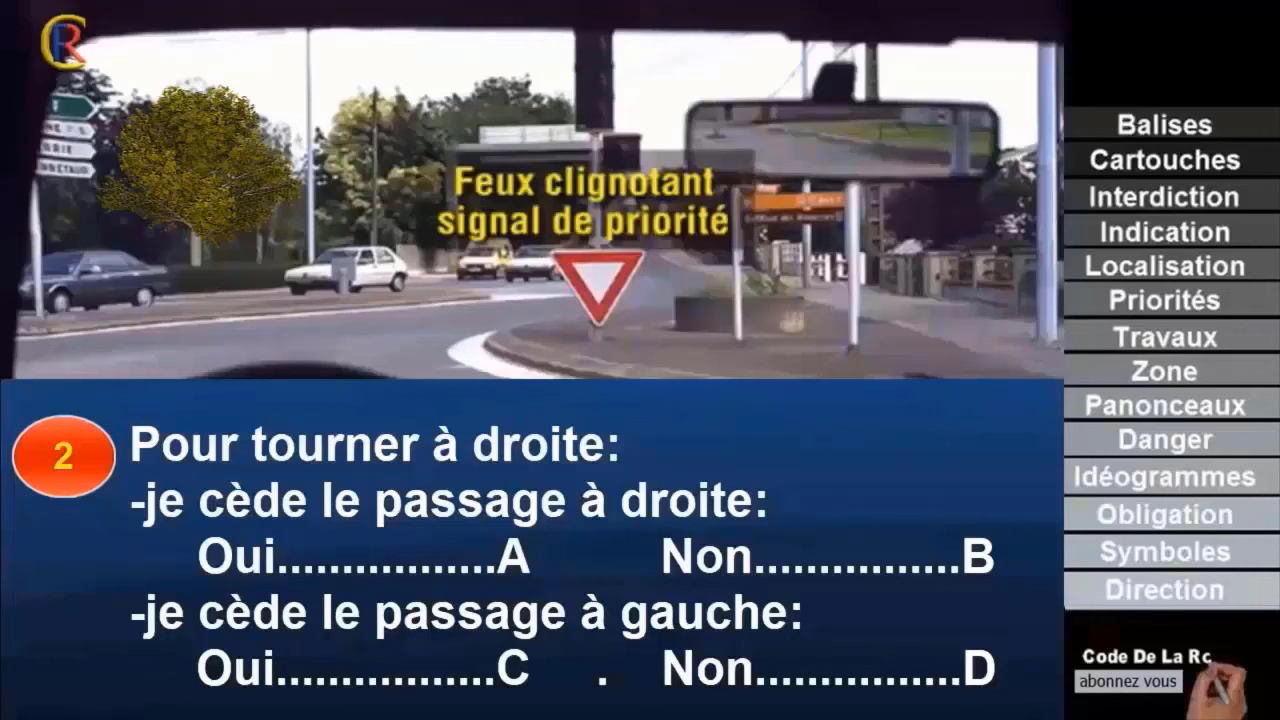 CR
Feux clignotant
signal de priorité
2
Pour tourner à droite:
-je cède le passage à droite:
Oui.................A Non................B
-je cède le passage à gauche:
Oui.................C . Non................D
Balises
Cartouches
Interdiction
Indication
Localisation
Priorités
Travaux
Zone
Panonceaux
Danger
Idéogrammes
Obligation
Symboles
Direction
Code De La Rc
abonnez vous